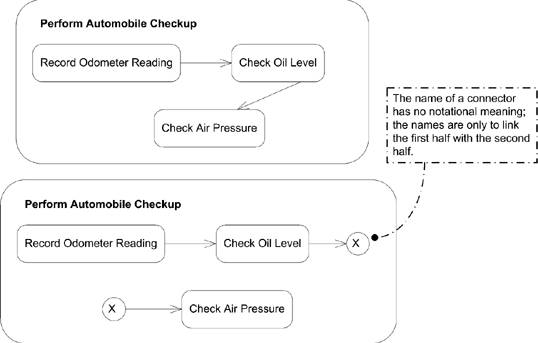 Perform Automobile Checkup
Record Odometer Reading
Check Oil Level
Check Air Pressure
The name of a connector
has no notational meaning;
the names are only to link
the first half with the second
half.
Perform Automobile Checkup
Record Odometer Reading
Check Oil Level
X
X
Check Air Pressure